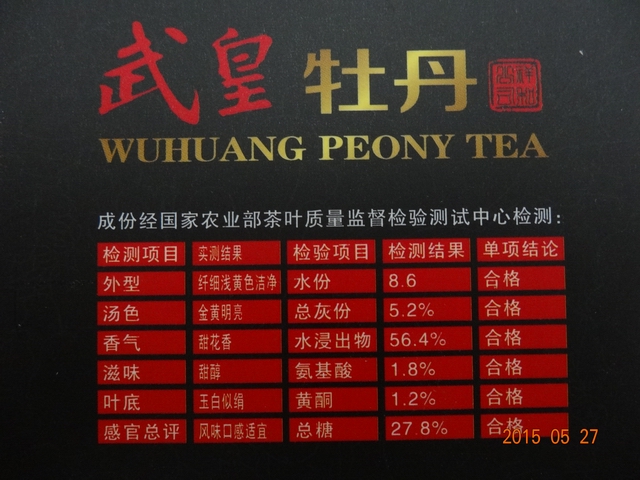 武皇 牡丹
WUHUANG PEONY TEA
成份经国家农业部茶叶质量监督检验测试中心检测：
检测项目 实测结果 检验项目 检测结果 单项结论
外型 纤细浅黄色洁净 水份 8.6 合格
汤色 金黄明亮 总灰份 5.2% 合格
香气 甜花香 水浸出物 56.4% 合格
滋味 甜醇 氨基酸 1.8% 合格
叶底 玉白似绢 黄酮 1.2% 合格
感官总评 风味口感适宜 总糖 27.8% 合格
2015 05 27